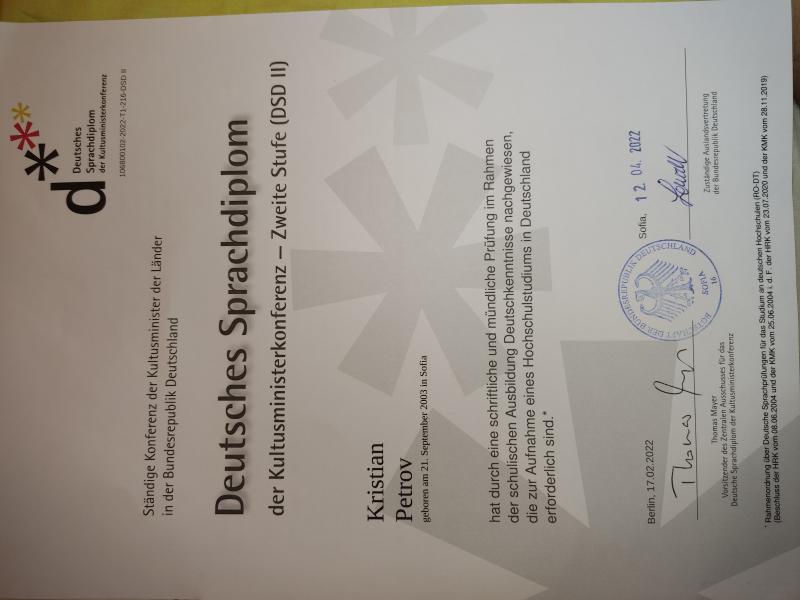 d
Deutsches
Sprachdiplom
der Kultusministerkonferenz
106800102-2022-T1-216-DSD II
Ständige Konferenz der Kultusminister der Länder
in der Bundesrepublik Deutschland
Deutsches Sprachdiplom
der Kultusministerkonferenz – Zweite Stufe (DSD II)
Kristian
Petrov
geboren am 21. September 2003 in Sofia
hat durch eine schriftliche und mündliche Prüfung im Rahmen
der schulischen Ausbildung Deutschkenntnisse nachgewiesen,
die zur Aufnahme eines Hochschulstudiums in Deutschland
erforderlich sind.*
Berlin, 17.02.2022
Sofia, 12. 04. 2022
BOTSCHAFT DER BUNDESREPUBLIK DEUTSCHLAND
SOFIA
16
Thomas
Thomas Mayer
Vorsitzender des Zentralen Ausschusses für das
Deutsche Sprachdiplom der Kultusministerkonferenz
Zuständige Auslandsvertretung
der Bundesrepublik Deutschland
* Rahmenordnung über Deutsche Sprachprüfungen für das Studium an deutschen Hochschulen (RO-DT)
(Beschluss der HRK vom 08.06.2004 und der KMK vom 25.06.2004 i. d. F. der HRK vom 23.07.2020 und der KMK vom 28.11.2019)